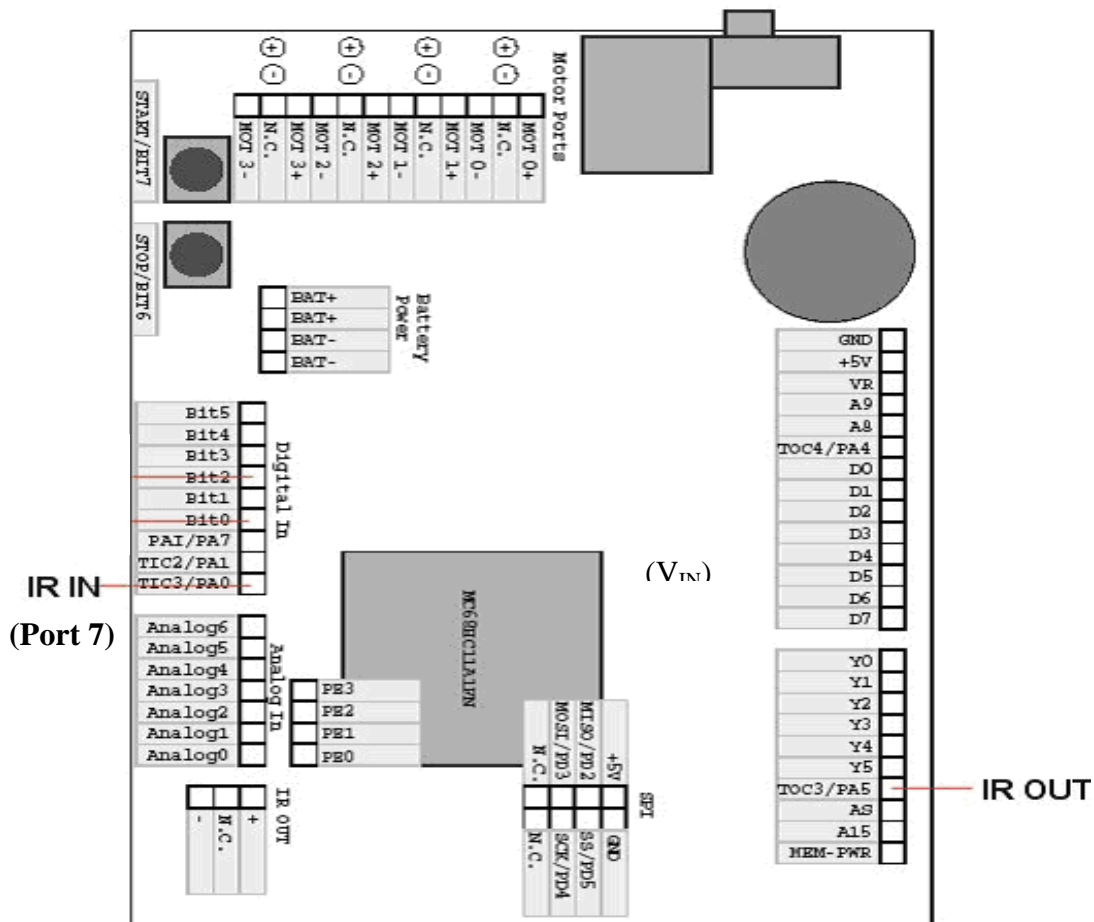 Motor Ports
MOT 3-
N.C.
MOT 3+
MOT 2-
N.C.
MOT 2+
MOT 1-
N.C.
MOT 1+
MOT 0-
N.C.
MOT 0+
+ + + +
- - - -
START/BIT7
STOP/BIT6
Battery
Power
BAT+
BAT+
BAT-
BAT-
Digital In
Bit5
Bit4
Bit3
Bit2
Bit1
Bit0
PAI/PA7
TIC2/PA1
TIC3/PA0
IR IN
(Port 7)
Analog In
Analog6
Analog5
Analog4
Analog3
Analog2
Analog1
Analog0
PE3
PE2
PE1
PE0
IR OUT
-
N.C.
+
MC68HC11A1FN
(VIN)
SPI
N.C.
MOSI/PD3
MISO/PD2
+5V
N.C.
SCK/PD4
SS/PD5
GND
GND
+5V
VR
A9
A8
TOC4/PA4
D0
D1
D2
D3
D4
D5
D6
D7
Y0
Y1
Y2
Y3
Y4
Y5
TOC3/PA5
AS
A15
MEM-PWR
IR OUT